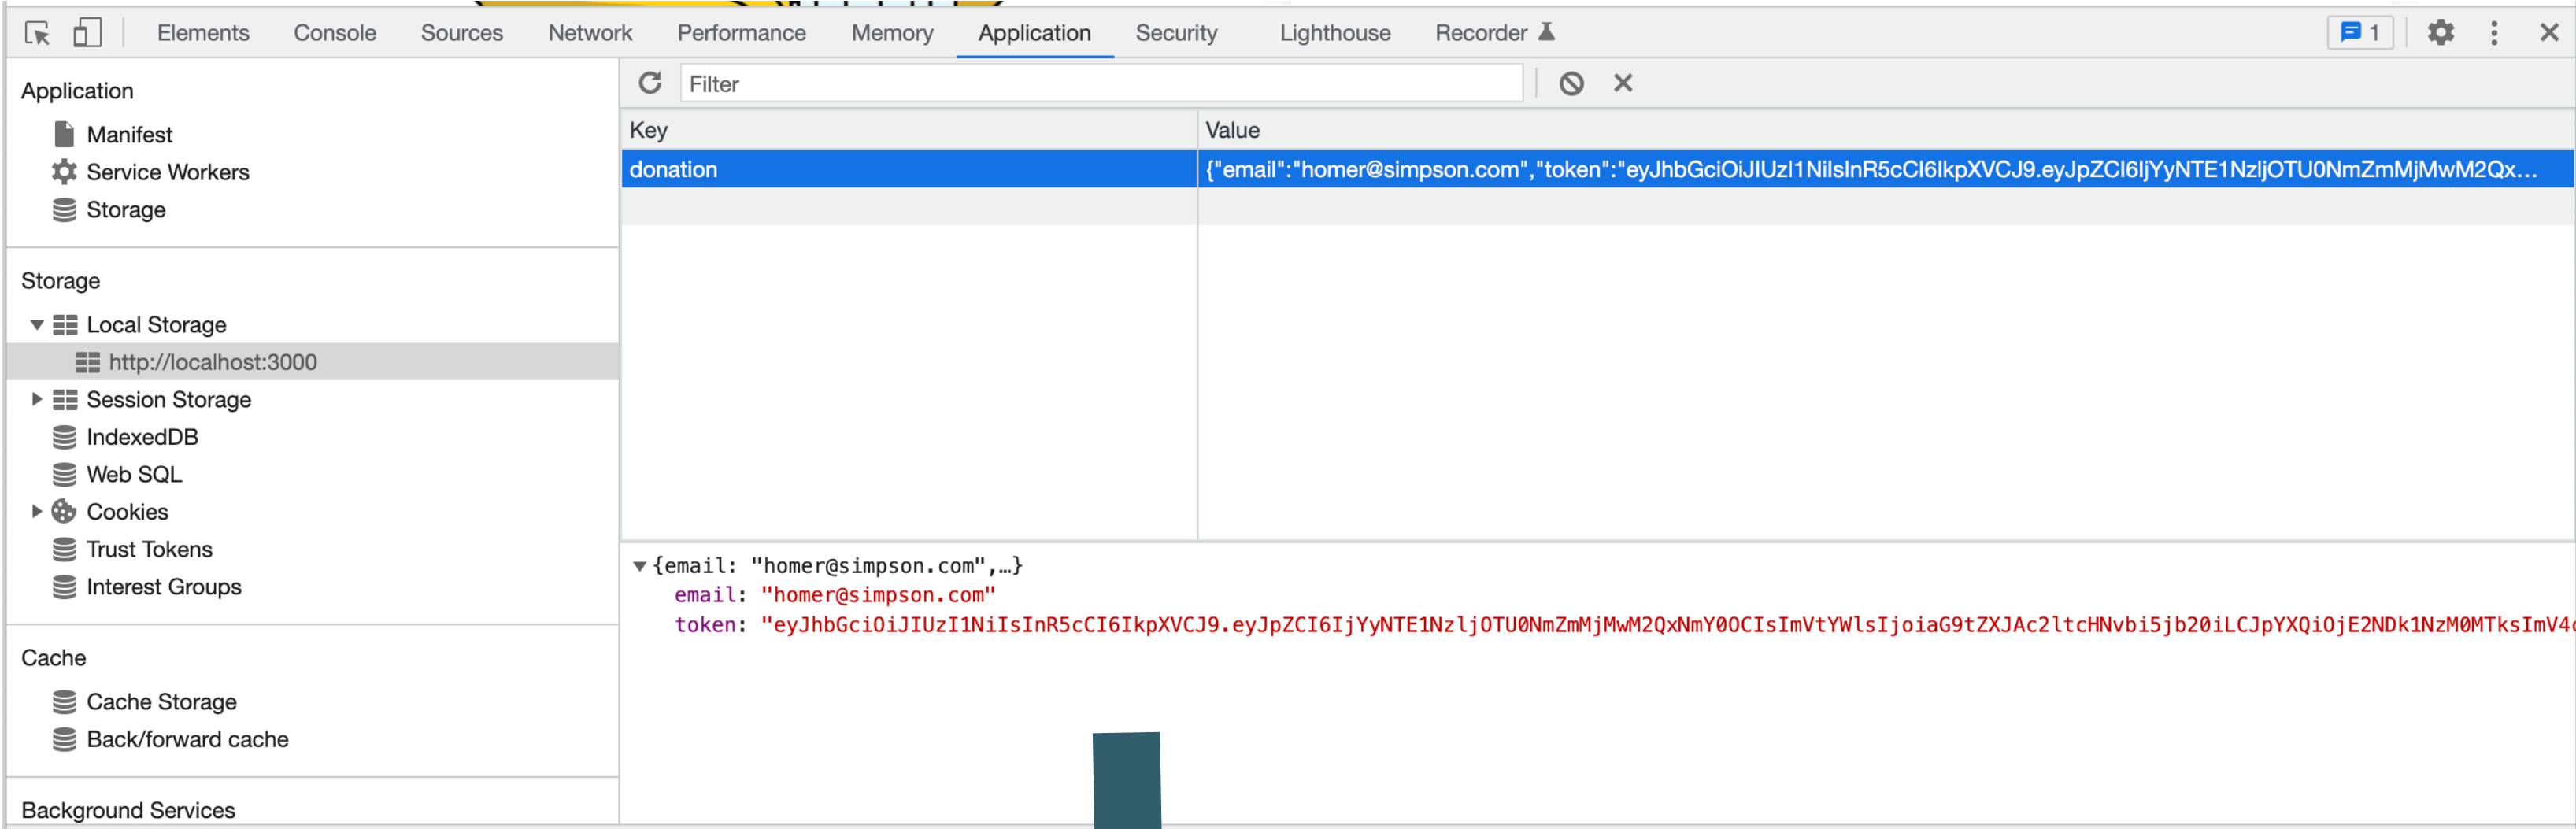 Elements Console Sources Network Performance Memory Application Security Lighthouse Recorder 1
Application
Manifest
Service Workers
Storage
Storage
Local Storage
http://localhost:3000
Session Storage
IndexedDB
Web SQL
Cookies
Trust Tokens
Interest Groups
Cache
Cache Storage
Back/forward cache
Background Services
Filter
Key Value
donation {"email":"homer@simpson.com","token":"eyJhbGciOiJIUzI1NiIsInR5cCI6IkpXVCJ9.eyJpZCI6IjYyNTE1NzljOTU0NmZmMjMwM2Qx…
{email: "homer@simpson.com",…}
email: "homer@simpson.com"
token: "eyJhbGciOiJIUzI1NiIsInR5cCI6IkpXVCJ9.eyJpZCI6IjYyNTE1NzljOTU0NmZmMjMwM2QxNmY0OCIsImVtYWlsIjoiaG9tZXJAc2ltcHNvbi5jb20iLCJpYXQiOjE2NDk1NzM0MTksImV4c